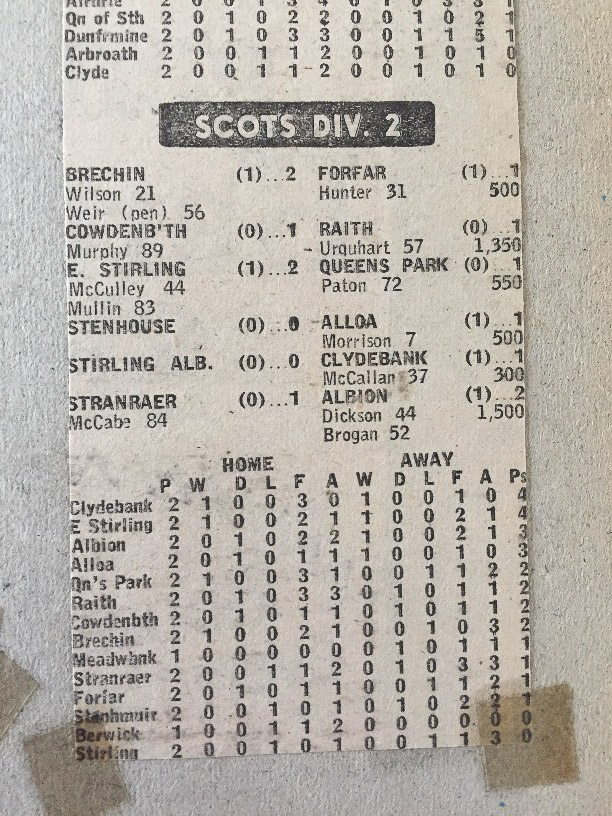 Qn of Sth 2 0 1 0 2 2 0 0 1 0 2 1
Dunfrmine 2 0 1 0 3 3 0 0 1 1 5 1
Arbroath 2 0 0 1 1 2 0 0 1 0 1 0
Clyde 2 0 0 1 1 2 0 0 1 0 1 0
SCOTS DIV. 2
BRECHIN (1)...2 FORFAR (1)...1
Wilson 21 Hunter 31 500
Weir (pen) 56
COWDENB'TH (0)...1 RAITH (0)...1
Murphy 89 Urquhart 57 1,350
E. STIRLING (1)...2 QUEENS PARK (0)...1
McCulley 44 Paton 72 550
Mullin 83
STENHOUSE (0)...0 ALLOA (1)...1
Morrison 7 500
STIRLING ALB. (0)...0 CLYDEBANK (1)...1
McCallan 37 300
STRANRAER (0)...1 ALBION (1)...2
McCabe 84 Dickson 44 1,500
Brogan 52
HOME AWAY
P W D L F A W D L F A Ps
Clydebank 2 1 0 0 3 0 1 0 0 1 0 4
E Stirling 2 1 0 0 2 1 1 0 0 2 1 4
Albion 2 0 1 0 2 2 1 0 0 2 1 3
Alloa 2 0 1 0 1 1 1 0 0 1 0 3
Qn's Park 2 1 0 0 3 1 0 0 1 1 2 2
Raith 2 0 1 0 3 3 0 1 0 1 1 2
Cowdenbth 2 0 1 0 1 1 0 1 0 1 1 2
Brechin 2 1 0 0 2 1 0 0 1 0 3 2
Meadwbnk 1 0 0 0 0 0 0 1 0 1 1 1
Stranraer 2 0 0 1 1 2 0 1 0 3 3 1
Forfar 2 0 1 0 1 1 0 0 1 1 2 1
Stenhmuir 2 0 0 1 0 1 0 1 0 2 2 1
Berwick 1 0 0 1 1 2 0 0 0 0 0 0
Stirling 2 0 0 1 0 1 0 0 1 1 3 0